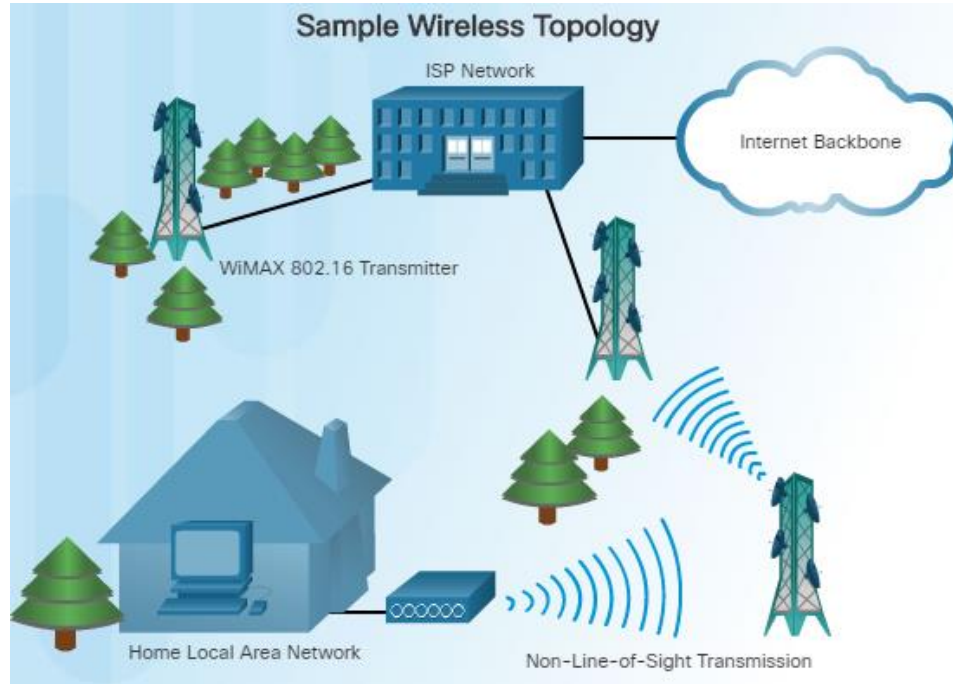 Sample Wireless Topology
ISP Network
Internet Backbone
WiMAX 802.16 Transmitter
Home Local Area Network
Non-Line-of-Sight Transmission